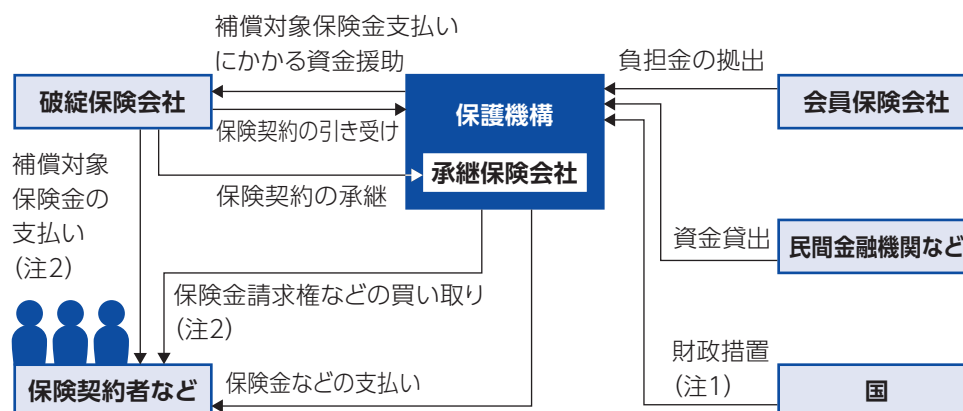 補償対象保険金支払い
にかかる資金援助
負担金の拠出
破綻保険会社
保護機構
会員保険会社
保険契約の引き受け
補償対象
保険金の
支払い
(注2)
承継保険会社
保険契約の承継
資金貸出
民間金融機関など
保険金請求権などの買い取り
(注2)
財政措置
(注1)
保険契約者など
保険金などの支払い
国